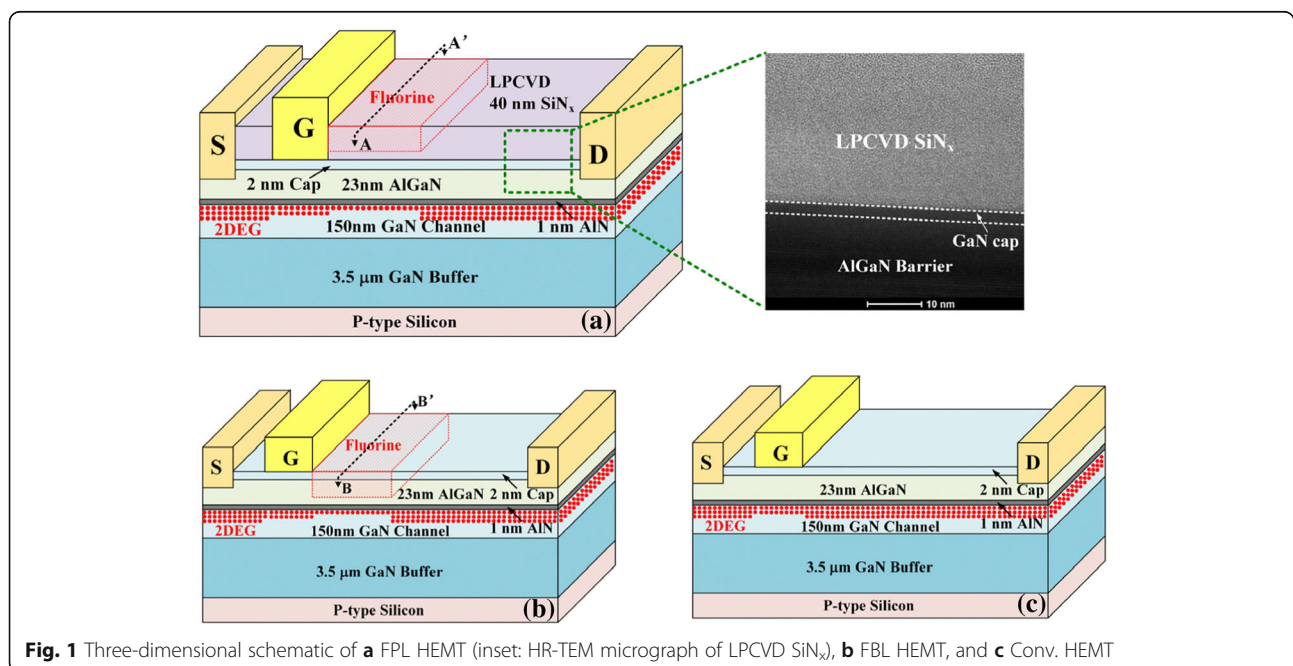 A'
LPCVD
40 nm SiNₓ
Fluorine
G
S
A
D
2 nm Cap
23nm AlGaN
2DEG
150nm GaN Channel
1 nm AlN
3.5 μm GaN Buffer
P-type Silicon
(a)
LPCVD SiNₓ
GaN cap
AlGaN Barrier
10 nm
B'
Fluorine
G
S
B
D
23nm AlGaN
2 nm Cap
2DEG
150nm GaN Channel
1 nm AlN
3.5 μm GaN Buffer
P-type Silicon
(b)
G
S
D
23nm AlGaN
2 nm Cap
2DEG
150nm GaN Channel
1 nm AlN
3.5 μm GaN Buffer
P-type Silicon
(c)
Fig. 1 Three-dimensional schematic of a FPL HEMT (inset: HR-TEM micrograph of LPCVD SiNₓ), b FBL HEMT, and c Conv. HEMT